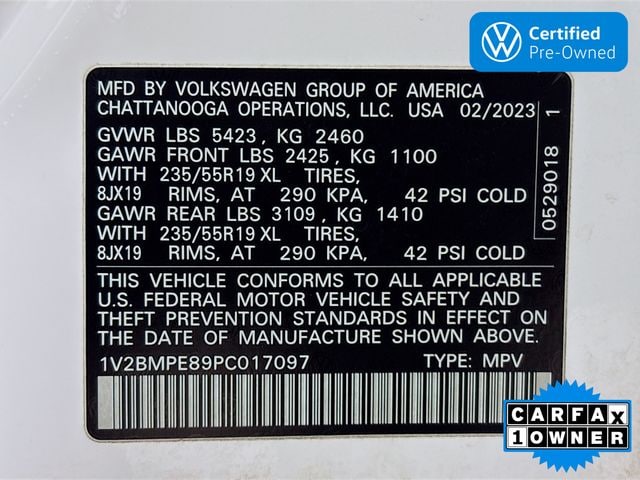 Certified
Pre-Owned
MFD BY VOLKSWAGEN GROUP OF AMERICA
CHATTANOOGA OPERATIONS, LLC. USA 02/2023
GVWR LBS 5423, KG 2460
GAWR FRONT LBS 2425, KG 1100
WITH 235/55R19 XL TIRES,
8JX19 RIMS, AT 290 KPA, 42 PSI COLD
GAWR REAR LBS 3109, KG 1410
WITH 235/55R19 XL TIRES,
8JX19 RIMS, AT 290 KPA, 42 PSI COLD
0529018 1
THIS VEHICLE CONFORMS TO ALL APPLICABLE
U.S. FEDERAL MOTOR VEHICLE SAFETY AND
THEFT PREVENTION STANDARDS IN EFFECT ON
THE DATE OF MANUFACTURE SHOWN ABOVE.
1V2BMPE89PC017097 TYPE: MPV
CARFAX
1 OWNER